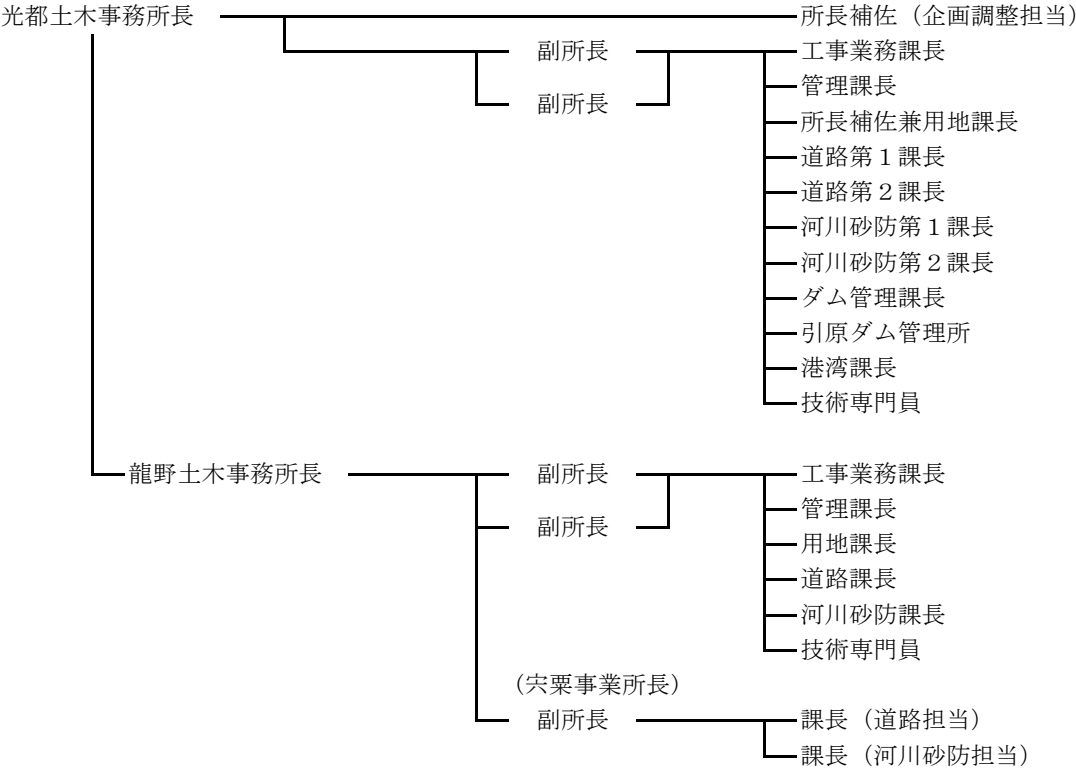 光都土木事務所長 所長補佐（企画調整担当）
副所長 工事業務課長
管理課長
副所長
所長補佐兼用地課長
道路第１課長
道路第２課長
河川砂防第１課長
河川砂防第２課長
ダム管理課長
引原ダム管理所
港湾課長
技術専門員
龍野土木事務所長 副所長 工事業務課長
管理課長
副所長
用地課長
道路課長
河川砂防課長
技術専門員
（宍粟事業所長）
副所長 課長（道路担当）
課長（河川砂防担当）